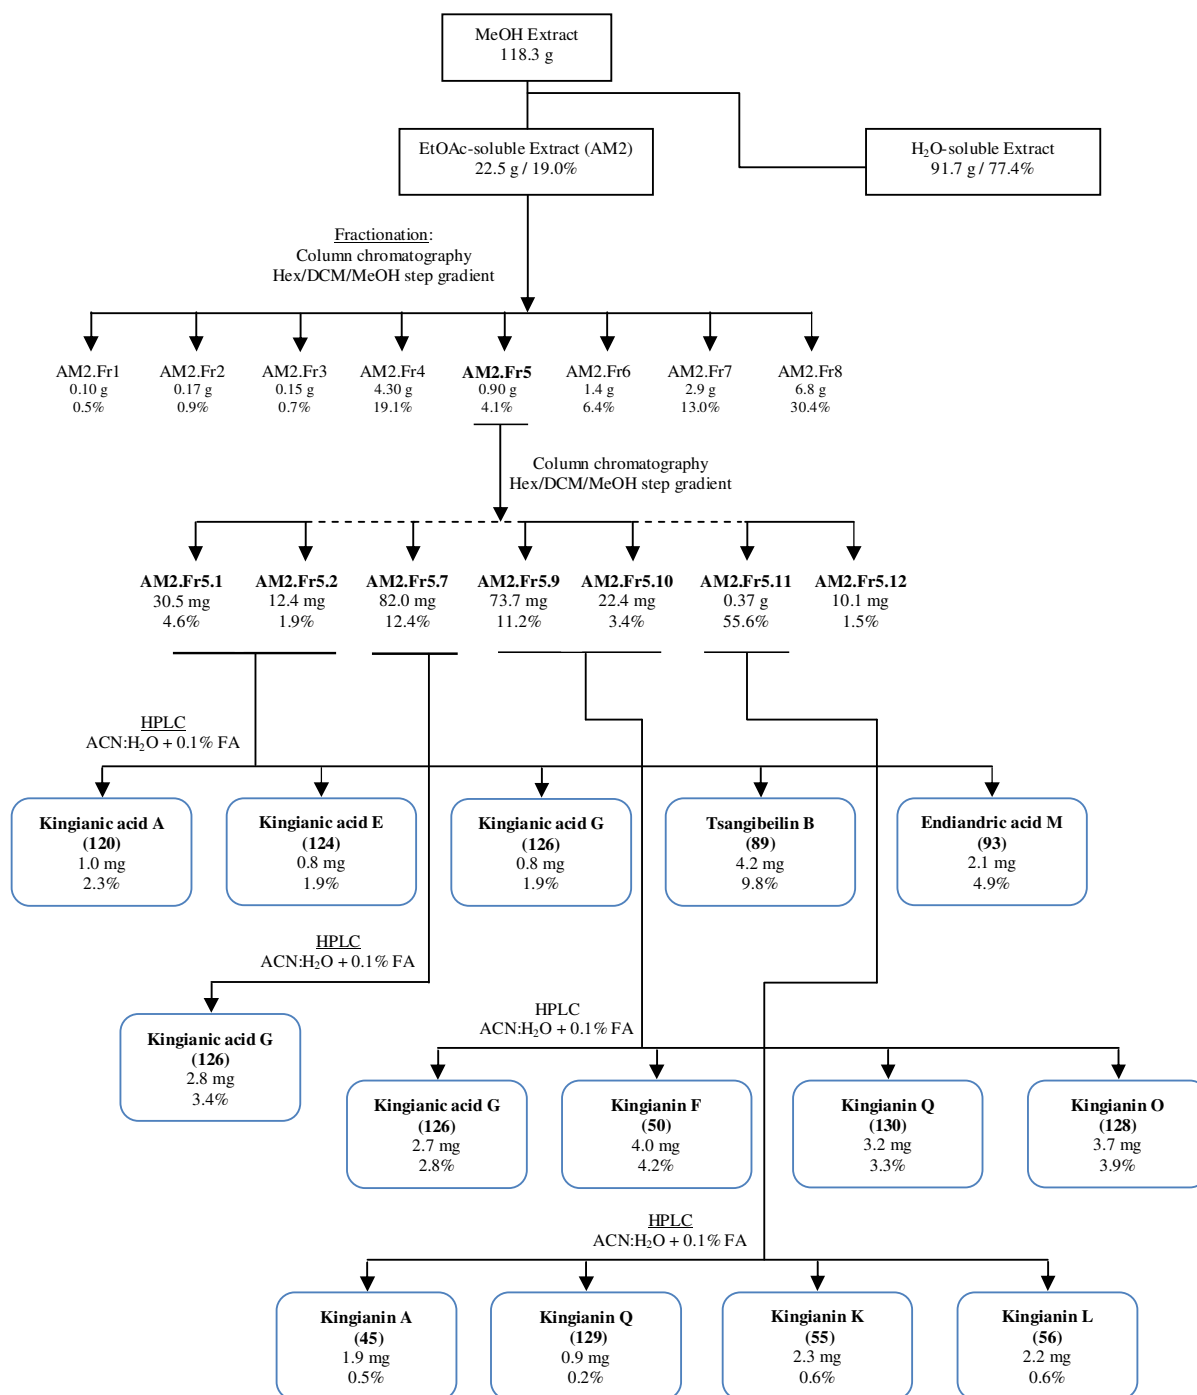 MeOH Extract
118.3 g
EtOAc-soluble Extract (AM2)
22.5 g / 19.0%
H₂O-soluble Extract
91.7 g / 77.4%
Fractionation:
Column chromatography
Hex/DCM/MeOH step gradient
AM2.Fr1
0.10 g
0.5%
AM2.Fr2
0.17 g
0.9%
AM2.Fr3
0.15 g
0.7%
AM2.Fr4
4.30 g
19.1%
AM2.Fr5
0.90 g
4.1%
AM2.Fr6
1.4 g
6.4%
AM2.Fr7
2.9 g
13.0%
AM2.Fr8
6.8 g
30.4%
Column chromatography
Hex/DCM/MeOH step gradient
AM2.Fr5.1
30.5 mg
4.6%
AM2.Fr5.2
12.4 mg
1.9%
AM2.Fr5.7
82.0 mg
12.4%
AM2.Fr5.9
73.7 mg
11.2%
AM2.Fr5.10
22.4 mg
3.4%
AM2.Fr5.11
0.37 g
55.6%
AM2.Fr5.12
10.1 mg
1.5%
HPLC
ACN:H₂O + 0.1% FA
Kingianic acid A
(120)
1.0 mg
2.3%
Kingianic acid E
(124)
0.8 mg
1.9%
Kingianic acid G
(126)
0.8 mg
1.9%
Tsangibeilin B
(89)
4.2 mg
9.8%
Endiandric acid M
(93)
2.1 mg
4.9%
HPLC
ACN:H₂O + 0.1% FA
Kingianic acid G
(126)
2.8 mg
3.4%
HPLC
ACN:H₂O + 0.1% FA
Kingianic acid G
(126)
2.7 mg
2.8%
Kingianin F
(50)
4.0 mg
4.2%
Kingianin Q
(130)
3.2 mg
3.3%
Kingianin O
(128)
3.7 mg
3.9%
HPLC
ACN:H₂O + 0.1% FA
Kingianin A
(45)
1.9 mg
0.5%
Kingianin Q
(129)
0.9 mg
0.2%
Kingianin K
(55)
2.3 mg
0.6%
Kingianin L
(56)
2.2 mg
0.6%